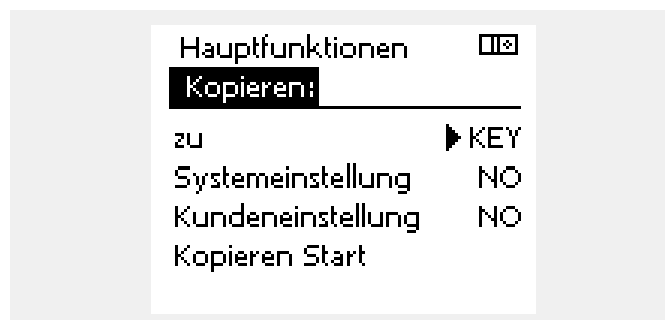 Hauptfunktionen
Kopieren:
zu ▶ KEY
Systemeinstellung NO
Kundeneinstellung NO
Kopieren Start